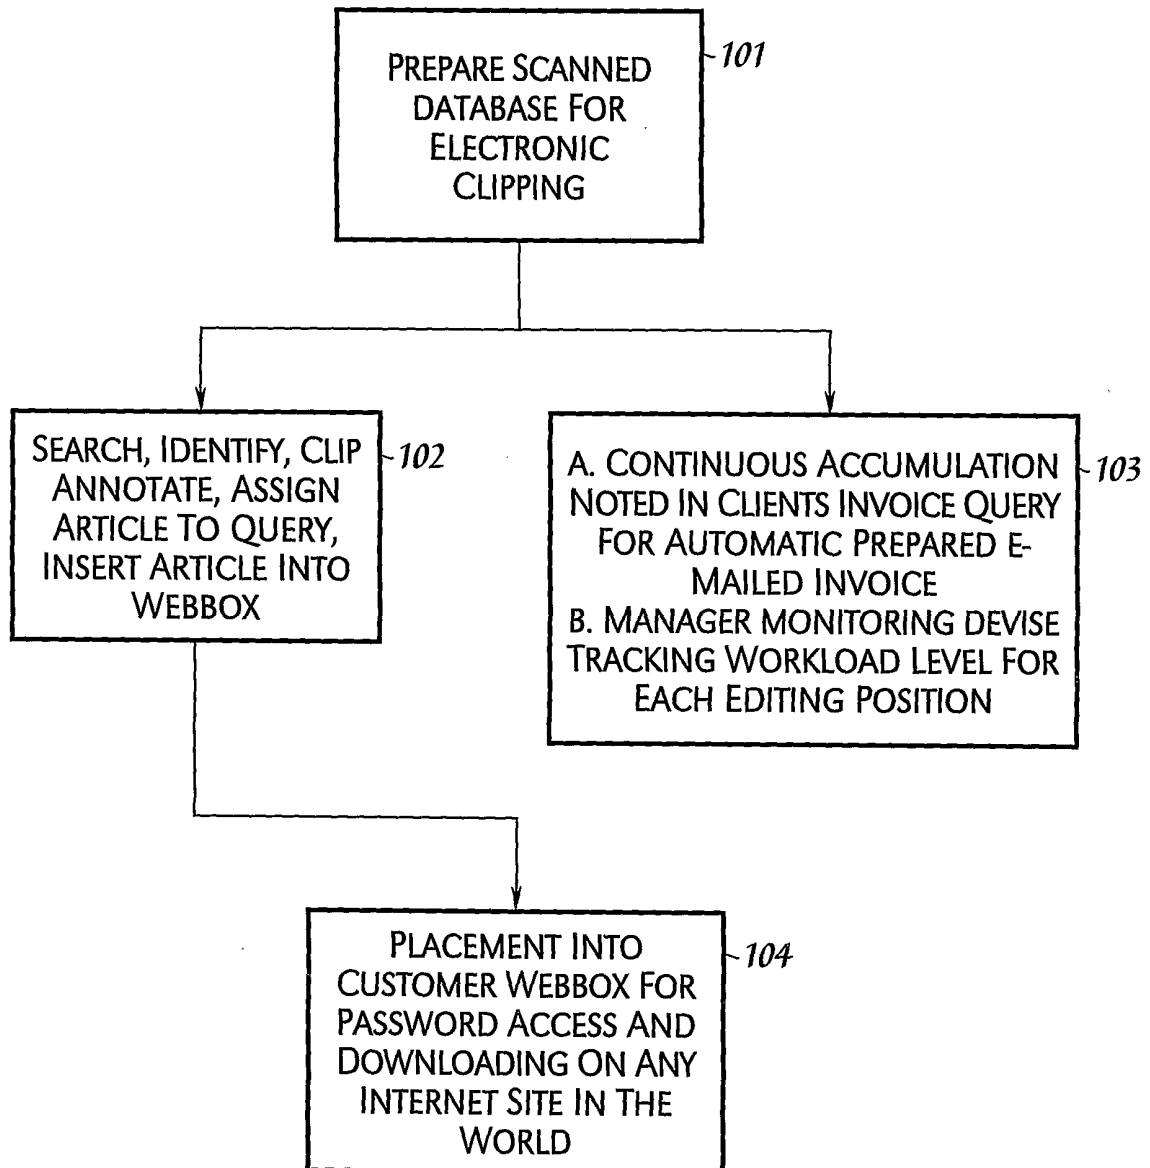 PREPARE SCANNED
DATABASE FOR
ELECTRONIC
CLIPPING
101
SEARCH, IDENTIFY, CLIP
ANNOTATE, ASSIGN
ARTICLE TO QUERY,
INSERT ARTICLE INTO
WEBBOX
102
A. CONTINUOUS ACCUMULATION
NOTED IN CLIENTS INVOICE QUERY
FOR AUTOMATIC PREPARED E-
MAILED INVOICE
B. MANAGER MONITORING DEVISE
TRACKING WORKLOAD LEVEL FOR
EACH EDITING POSITION
103
PLACEMENT INTO
CUSTOMER WEBBOX FOR
PASSWORD ACCESS AND
DOWNLOADING ON ANY
INTERNET SITE IN THE
WORLD
104